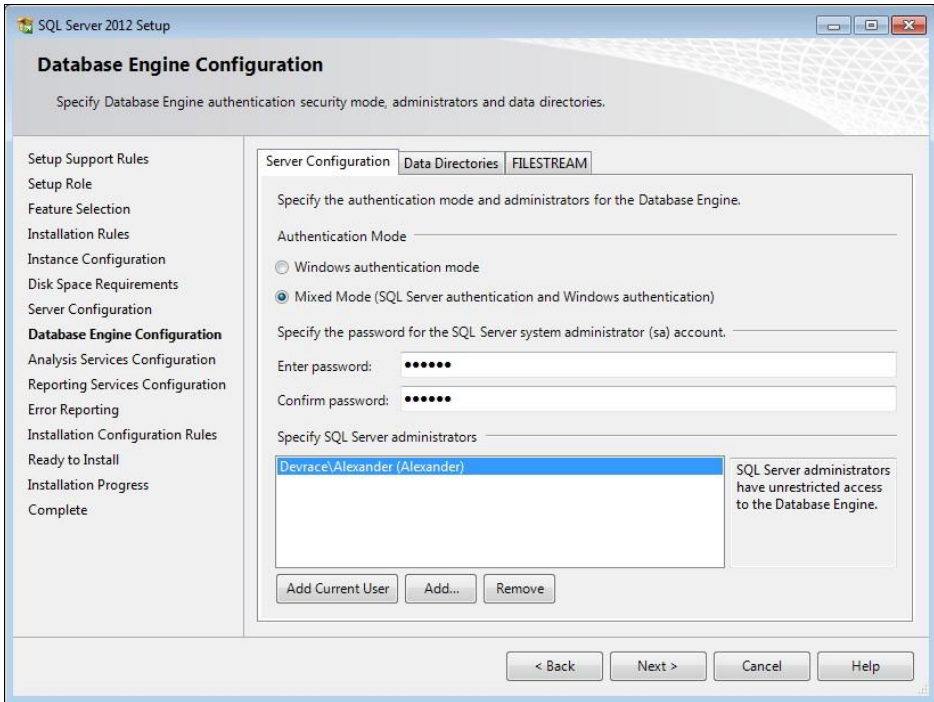 SQL Server 2012 Setup
Database Engine Configuration
Specify Database Engine authentication security mode, administrators and data directories.
Setup Support Rules
Setup Role
Feature Selection
Installation Rules
Instance Configuration
Disk Space Requirements
Server Configuration
Database Engine Configuration
Analysis Services Configuration
Reporting Services Configuration
Error Reporting
Installation Configuration Rules
Ready to Install
Installation Progress
Complete
Server Configuration Data Directories FILESTREAM
Specify the authentication mode and administrators for the Database Engine.
Authentication Mode
Windows authentication mode
Mixed Mode (SQL Server authentication and Windows authentication)
Specify the password for the SQL Server system administrator (sa) account.
Enter password: ●●●●●●
Confirm password: ●●●●●●
Specify SQL Server administrators
Devrace\Alexander (Alexander)
SQL Server administrators
have unrestricted access
to the Database Engine.
Add Current User Add... Remove
< Back Next > Cancel Help